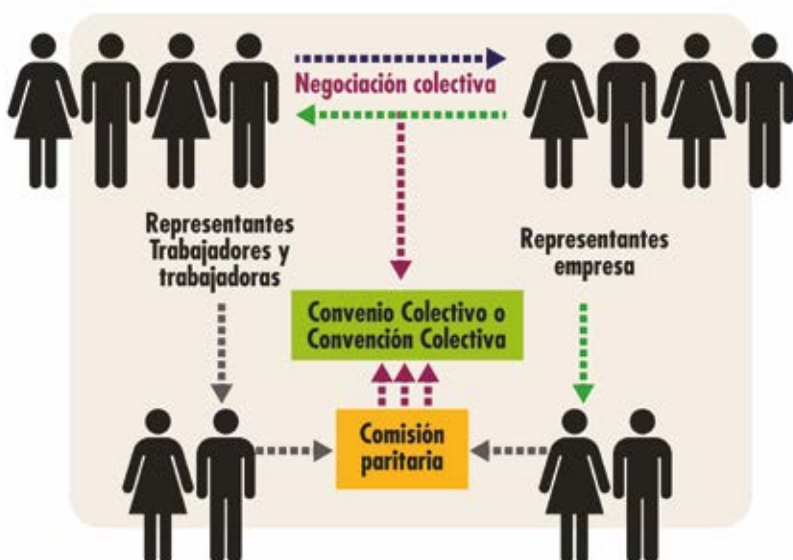 Negociación colectiva
Representantes
Trabajadores y
trabajadoras
Representantes
empresa
Convenio Colectivo o
Convención Colectiva
Comisión
paritaria